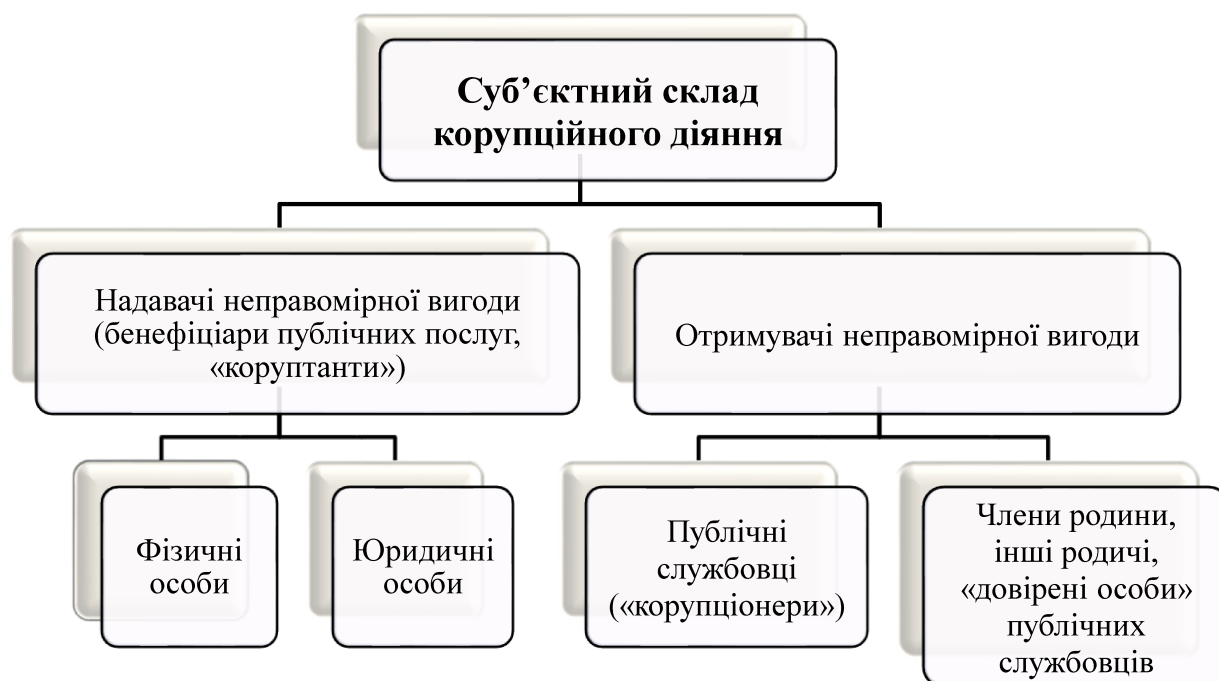 Суб’єктний склад
корупційного діяння
Надавачі неправомірної вигоди
(бенефіціари публічних послуг,
«коруптанти»)
Отримувачі неправомірної вигоди
Фізичні
особи
Юридичні
особи
Публічні
службовці
(«корупціонери»)
Члени родини,
інші родичі,
«довірені особи»
публічних
службовців